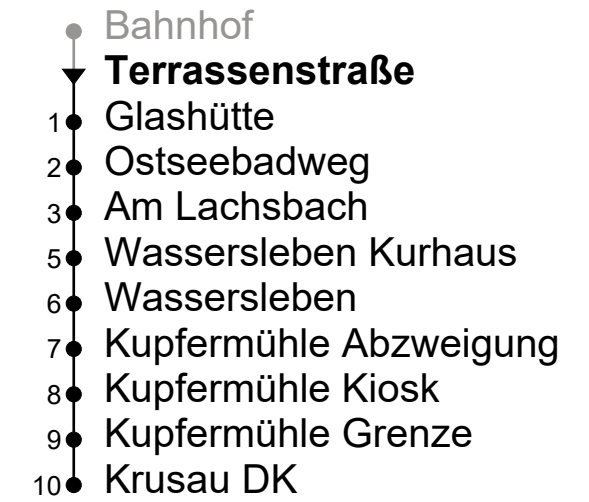 Bahnhof
Terrassenstraße
1 Glashütte
2 Ostseebadweg
3 Am Lachsbach
5 Wassersleben Kurhaus
6 Wassersleben
7 Kupfermühle Abzweigung
8 Kupfermühle Kiosk
9 Kupfermühle Grenze
10 Krusau DK